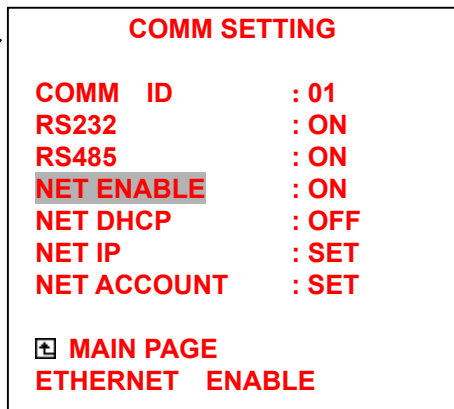 COMM SETTING
COMM ID : 01
RS232 : ON
RS485 : ON
NET ENABLE : ON
NET DHCP : OFF
NET IP : SET
NET ACCOUNT : SET
MAIN PAGE
ETHERNET ENABLE